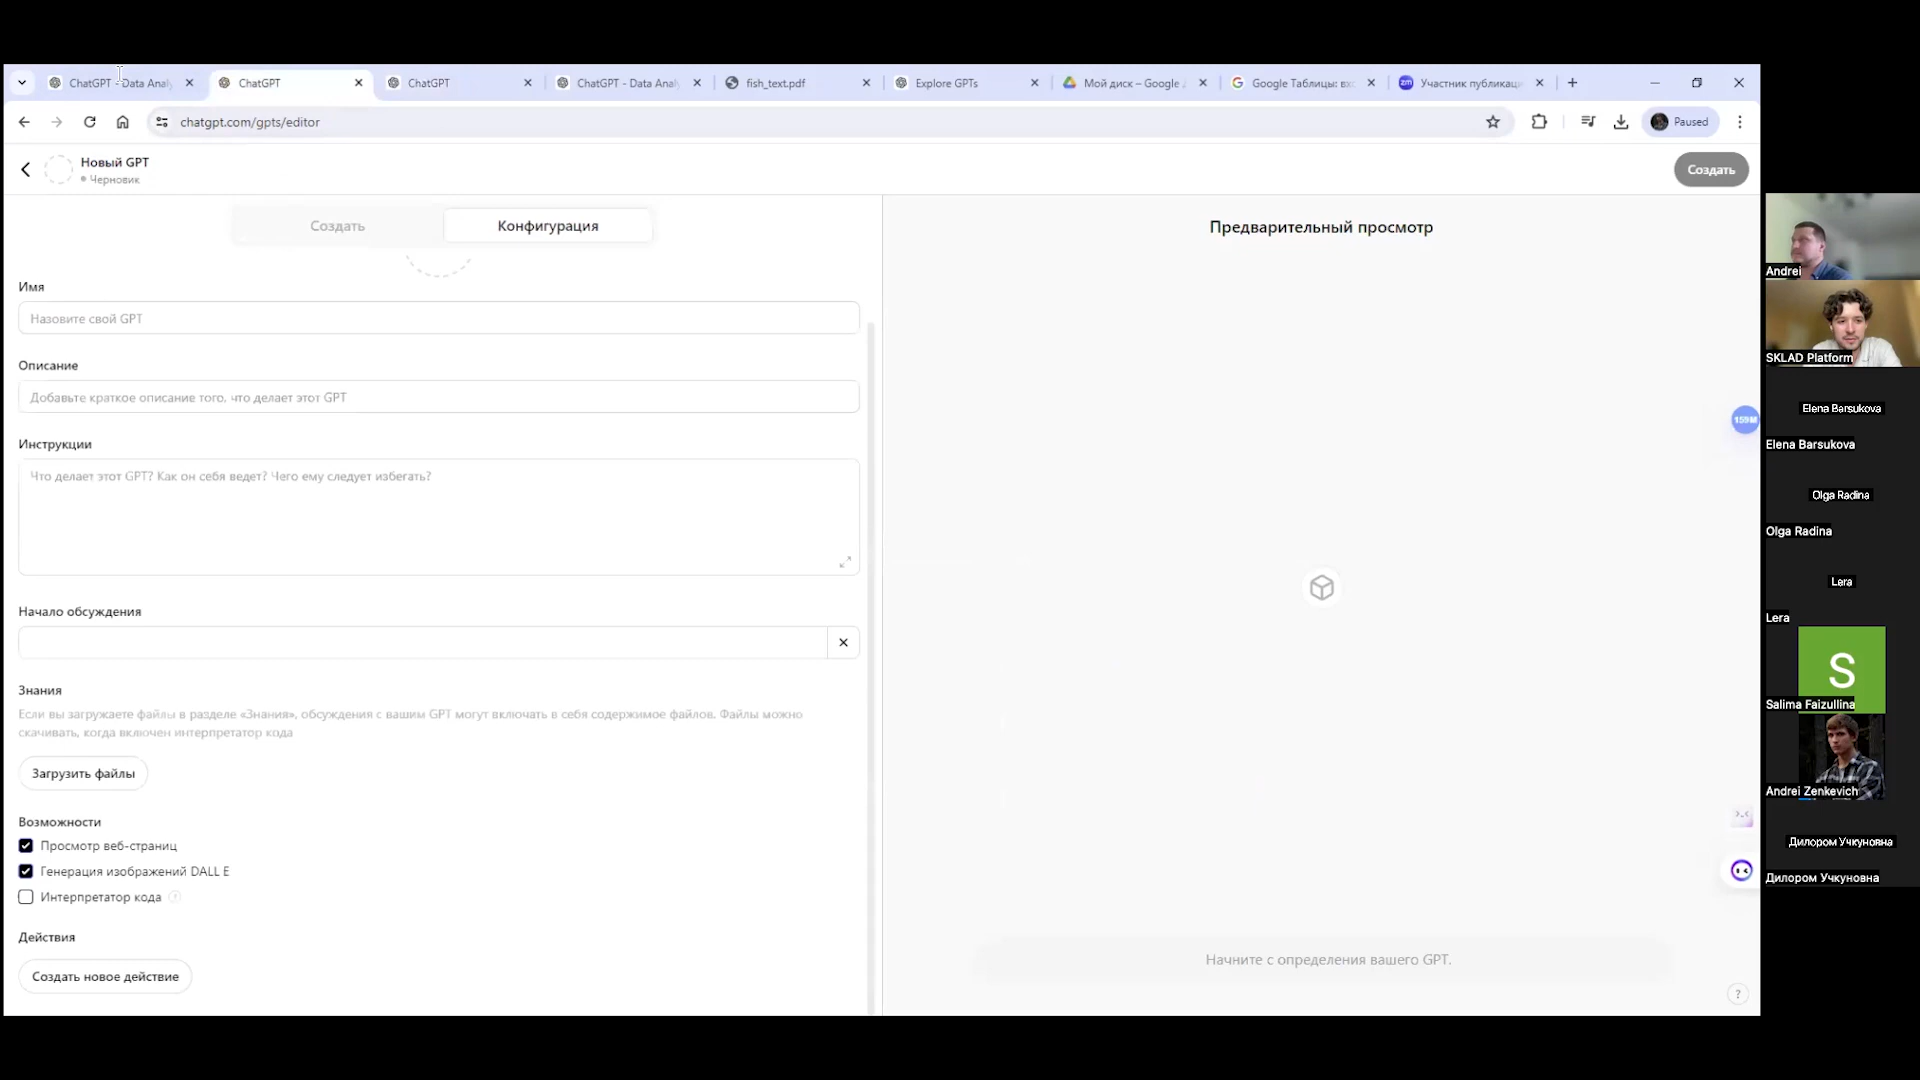 ChatGPT - Data Anal
ChatGPT
ChatGPT
ChatGPT - Data Anal
fish_text.pdf
Explore GPTs
Мой диск – Google
Google Таблицы: вх
zm
Участник публикаци
chatgpt.com/gpts/editor
Paused
Новый GPT
Черновик
Создать
Создать
Конфигурация
Предварительный просмотр
Имя
Назовите свой GPT
Описание
Добавьте краткое описание того, что делает этот GPT
Инструкции
Что делает этот GPT? Как он себя ведет? Чего ему следует избегать?
Начало обсуждения
Знания
Если вы загружаете файлы в разделе «Знания», обсуждения с вашим GPT могут включать в себя содержимое файлов. Файлы можно
скачивать, когда включен интерпретатор кода
Загрузить файлы
Возможности
Просмотр веб-страниц
Генерация изображений DALL E
Интерпретатор кода
Действия
Создать новое действие
Начните с определения вашего GPT.
?
159M
Andrei
SKLAD Platform
Elena Barsukova
Elena Barsukova
Olga Radina
Olga Radina
Lera
Lera
S
Salima Faizullina
Andrei Zenkevich
Дилором Учкуновна
Дилором Учкуновна